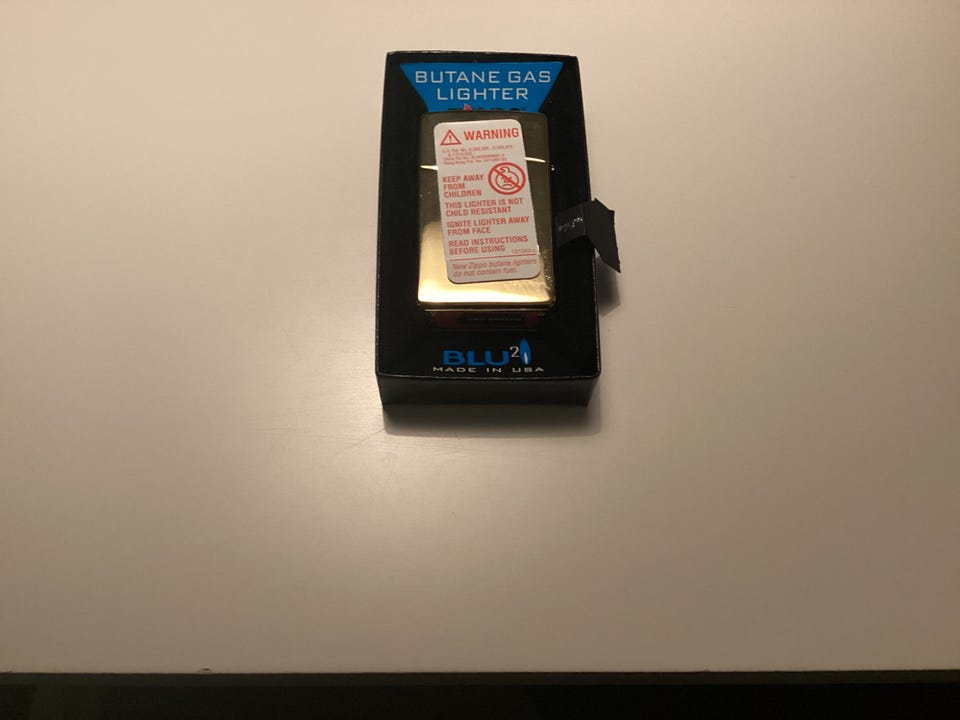 BUTANE GAS
LIGHTER
WARNING
KEEP AWAY
FROM
CHILDREN
THIS LIGHTER IS NOT
CHILD RESISTANT
IGNITE LIGHTER AWAY
FROM FACE
READ INSTRUCTIONS
BEFORE USING
New Zippo butane lighters
do not contain fuel.
BLU2
MADE IN USA